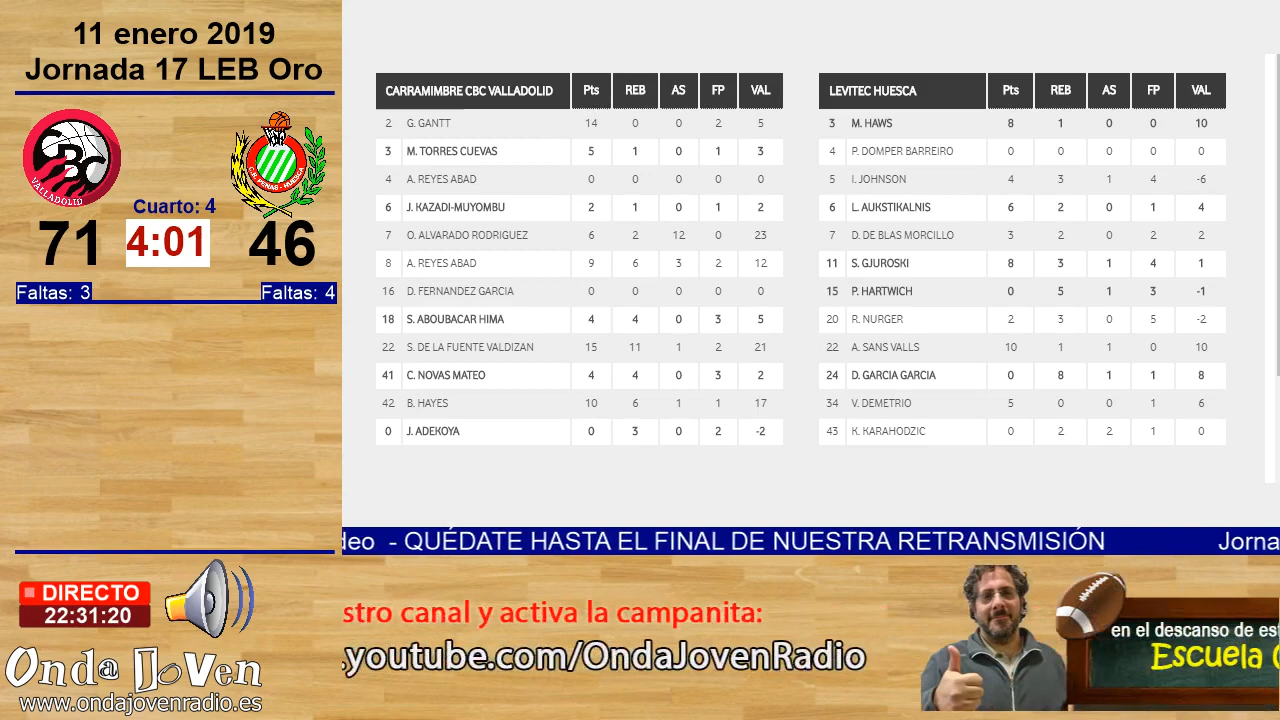 11 enero 2019
Jornada 17 LEB Oro
CBC
VALLADOLID
C.B. PEÑAS - HUESCA
Cuarto: 4
71 4:01 46
Faltas: 3 Faltas: 4
CARRAMIMBRE CBC VALLADOLID Pts REB AS FP VAL
2 G. GANTT 14 0 0 2 5
3 M. TORRES CUEVAS 5 1 0 1 3
4 A. REYES ABAD 0 0 0 0 0
6 J. KAZADI-MUYOMBU 2 1 0 1 2
7 O. ALVARADO RODRIGUEZ 6 2 12 0 23
8 A. REYES ABAD 9 6 3 2 12
16 D. FERNANDEZ GARCIA 0 0 0 0 0
18 S. ABOUBACAR HIMA 4 4 0 3 5
22 S. DE LA FUENTE VALDIZAN 15 11 1 2 21
41 C. NOVAS MATEO 4 4 0 3 2
42 B. HAYES 10 6 1 1 17
0 J. ADEKOYA 0 3 0 2 -2
LEVITEC HUESCA Pts REB AS FP VAL
3 M. HAWS 8 1 0 0 10
4 P. DOMPER BARREIRO 0 0 0 0 0
5 I. JOHNSON 4 3 1 4 -6
6 L. AUKSTIKALNIS 6 2 0 1 4
7 D. DE BLAS MORCILLO 3 2 0 2 2
11 S. GJUROSKI 8 3 1 4 1
15 P. HARTWICH 0 5 1 3 -1
20 R. NURGER 2 3 0 5 -2
22 A. SANS VALLS 10 1 1 0 10
24 D. GARCIA GARCIA 0 8 1 1 8
34 V. DEMETRIO 5 0 0 1 6
43 K. KARAHODZIC 0 2 2 1 0
deo - QUÉDATE HASTA EL FINAL DE NUESTRA RETRANSMISIÓN Jorna
DIRECTO
22:31:20
Onda JoVen
www.ondajovenradio.es
stro canal y activa la campanita:
.youtube.com/OndaJovenRadio
en el descanso de est
Escuela